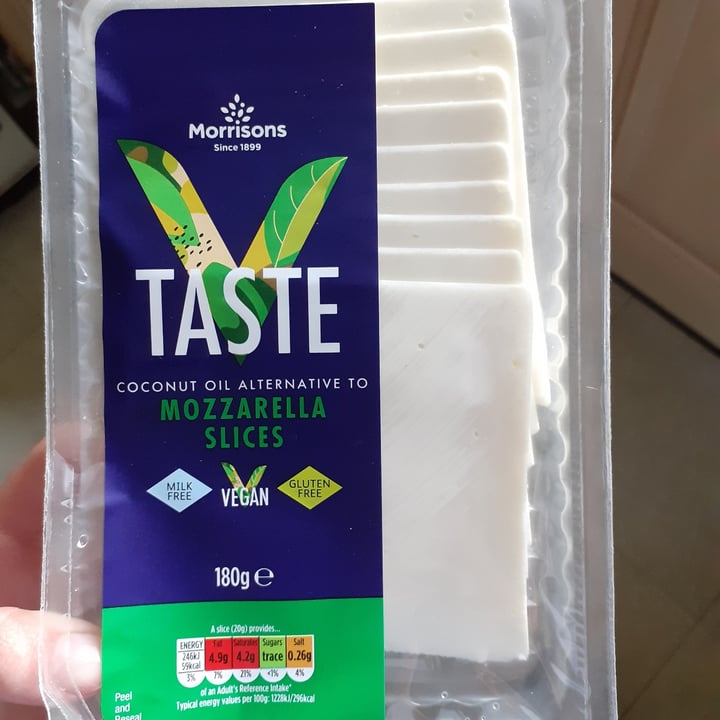 Morrisons
Since 1899
V
TASTE
COCONUT OIL ALTERNATIVE TO
MOZZARELLA
SLICES
MILK
FREE
VEGAN
GLUTEN
FREE
180g e
A slice (20g) provides...
ENERGY Fat Saturates Sugars Salt
246kJ
59kcal 4.9g 4.2g trace 0.26g
3% 7% 21% <1% 4%
of an Adult's Reference Intake*
Typical energy values per 100g: 1228kJ/296kcal
Peel
and
Reseal